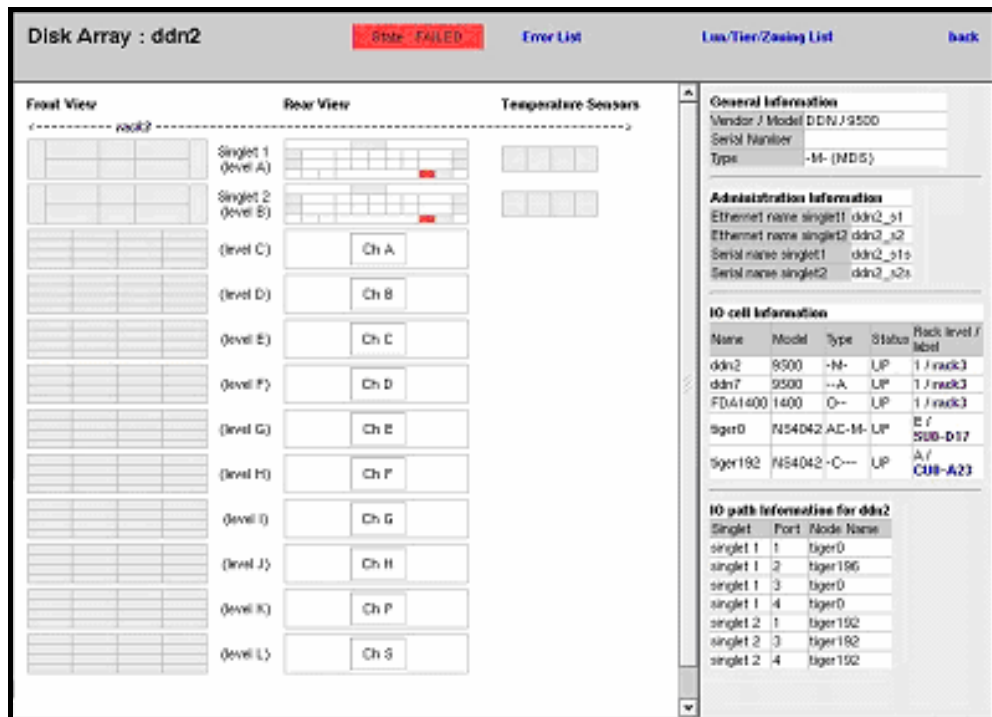 Disk Array : ddn2
State : FAILED
Error List
Lun/Tier/Zoning List
back
Front View
Rear View
Temperature Sensors
rack3
Singlet 1
(level A)
Singlet 2
(level B)
(level C)
Ch A
(level D)
Ch B
(level E)
Ch C
(level F)
Ch D
(level G)
Ch E
(level H)
Ch F
(level I)
Ch G
(level J)
Ch H
(level K)
Ch P
(level L)
Ch S
General Information
Vendor / Model DDN / 9500
Serial Number
Type -M- (MDS)
Administration Information
Ethernet name singlet1 ddn2_s1
Ethernet name singlet2 ddn2_s2
Serial name singlet1 ddn2_s1s
Serial name singlet2 ddn2_s2s
IO cell Information
Name Model Type Status Rack level / label
ddn2 9500 -M- UP 1 / rack3
ddn7 9500 --A UP 1 / rack3
FDA1400 1400 O-- UP 1 / rack3
tiger0 NS4042 AC-M- UP E / SU0-D17
tiger192 NS4042 -C--- UP A / CU0-A23
IO path Information for ddn2
Singlet Port Node Name
singlet 1 1 tiger0
singlet 1 2 tiger196
singlet 1 3 tiger0
singlet 1 4 tiger0
singlet 2 1 tiger192
singlet 2 3 tiger192
singlet 2 4 tiger192